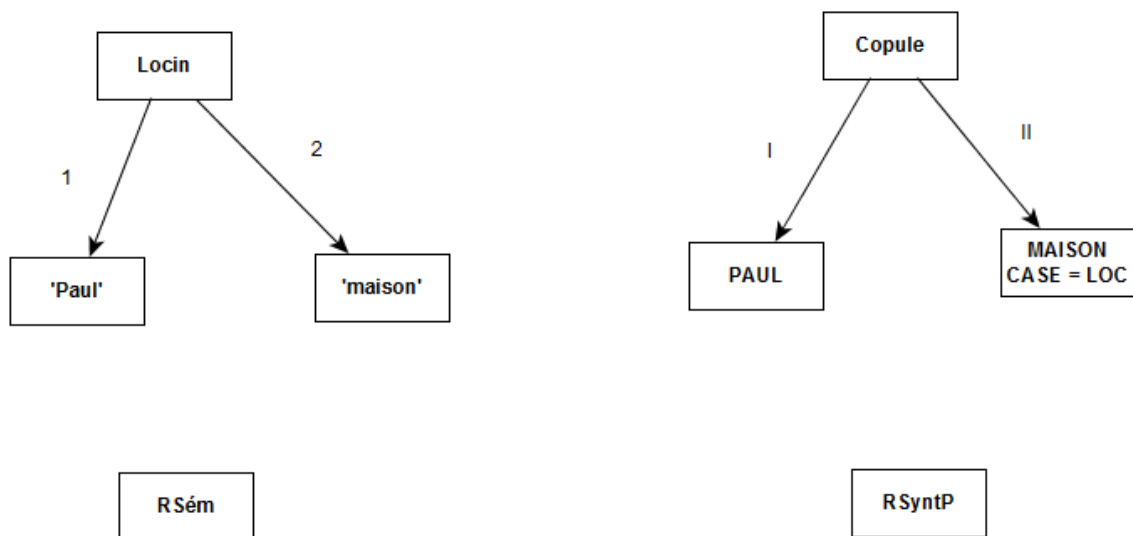 Locin
1
2
'Paul'
'maison'
RSém
Copule
I
II
PAUL
MAISON
CASE = LOC
RSyntP